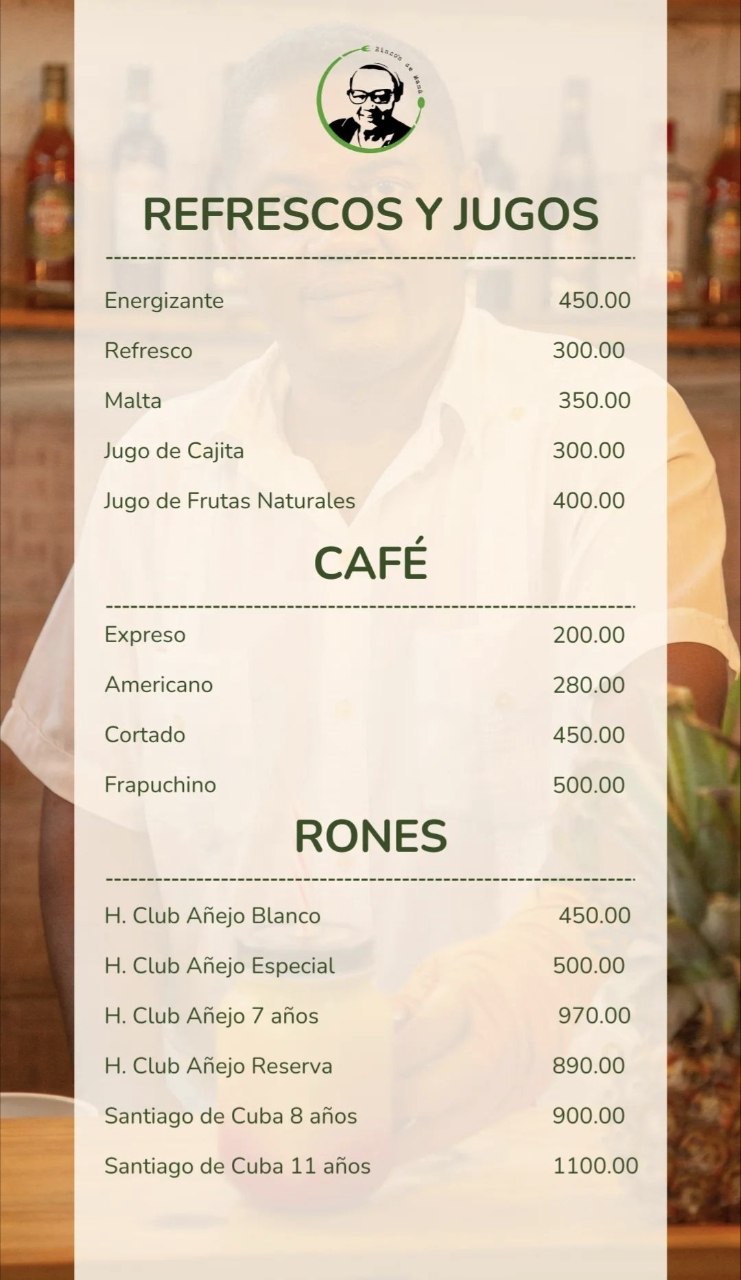 Rincón de Mamá
REFRESCOS Y JUGOS
Energizante 450.00
Refresco 300.00
Malta 350.00
Jugo de Cajita 300.00
Jugo de Frutas Naturales 400.00
CAFÉ
Expreso 200.00
Americano 280.00
Cortado 450.00
Frapuchino 500.00
RONES
H. Club Añejo Blanco 450.00
H. Club Añejo Especial 500.00
H. Club Añejo 7 años 970.00
H. Club Añejo Reserva 890.00
Santiago de Cuba 8 años 900.00
Santiago de Cuba 11 años 1100.00